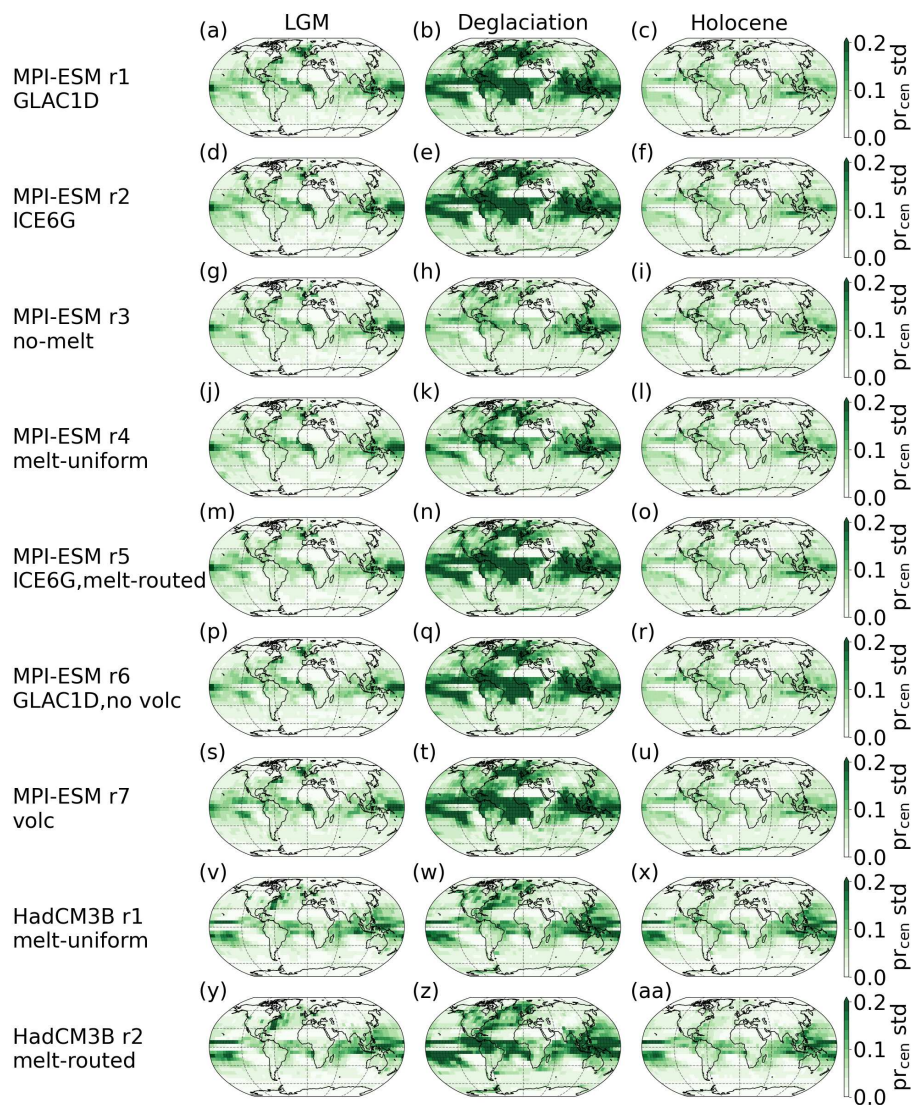 LGM Deglaciation Holocene
(a) (b) (c)
MPI-ESM r1
GLAC1D
0.2
0.1
0.0
pr_cen std
(d) (e) (f)
MPI-ESM r2
ICE6G
0.2
0.1
0.0
pr_cen std
(g) (h) (i)
MPI-ESM r3
no-melt
0.2
0.1
0.0
pr_cen std
(j) (k) (l)
MPI-ESM r4
melt-uniform
0.2
0.1
0.0
pr_cen std
(m) (n) (o)
MPI-ESM r5
ICE6G,melt-routed
0.2
0.1
0.0
pr_cen std
(p) (q) (r)
MPI-ESM r6
GLAC1D,no volc
0.2
0.1
0.0
pr_cen std
(s) (t) (u)
MPI-ESM r7
volc
0.2
0.1
0.0
pr_cen std
(v) (w) (x)
HadCM3B r1
melt-uniform
0.2
0.1
0.0
pr_cen std
(y) (z) (aa)
HadCM3B r2
melt-routed
0.2
0.1
0.0
pr_cen std